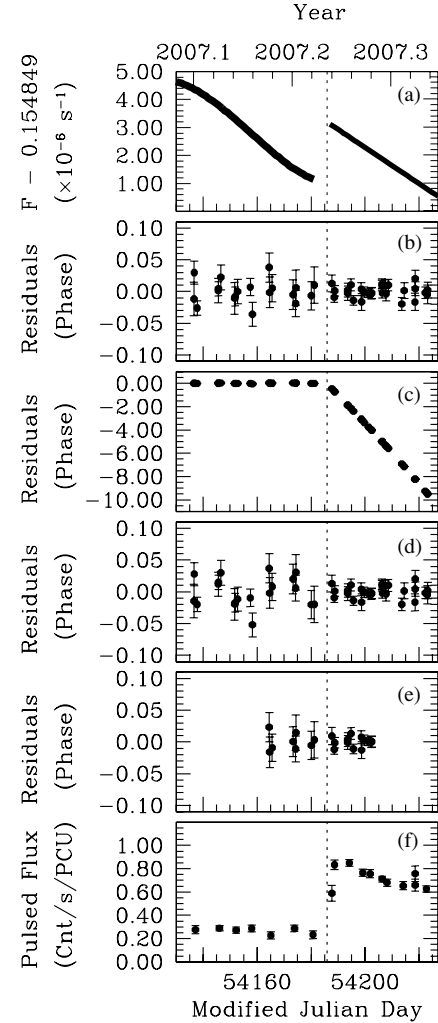 Year
2007.1 2007.2 2007.3
F − 0.154849
(×10⁻⁶ s⁻¹)
5.00
4.00
3.00
2.00
1.00
(a)
Residuals
(Phase)
0.10
0.05
0.00
−0.05
−0.10
(b)
Residuals
(Phase)
0.00
−2.00
−4.00
−6.00
−8.00
−10.00
(c)
Residuals
(Phase)
0.10
0.05
0.00
−0.05
−0.10
(d)
Residuals
(Phase)
0.10
0.05
0.00
−0.05
−0.10
(e)
Pulsed Flux
(Cnt/s/PCU)
1.00
0.80
0.60
0.40
0.20
0.00
(f)
54160 54200
Modified Julian Day